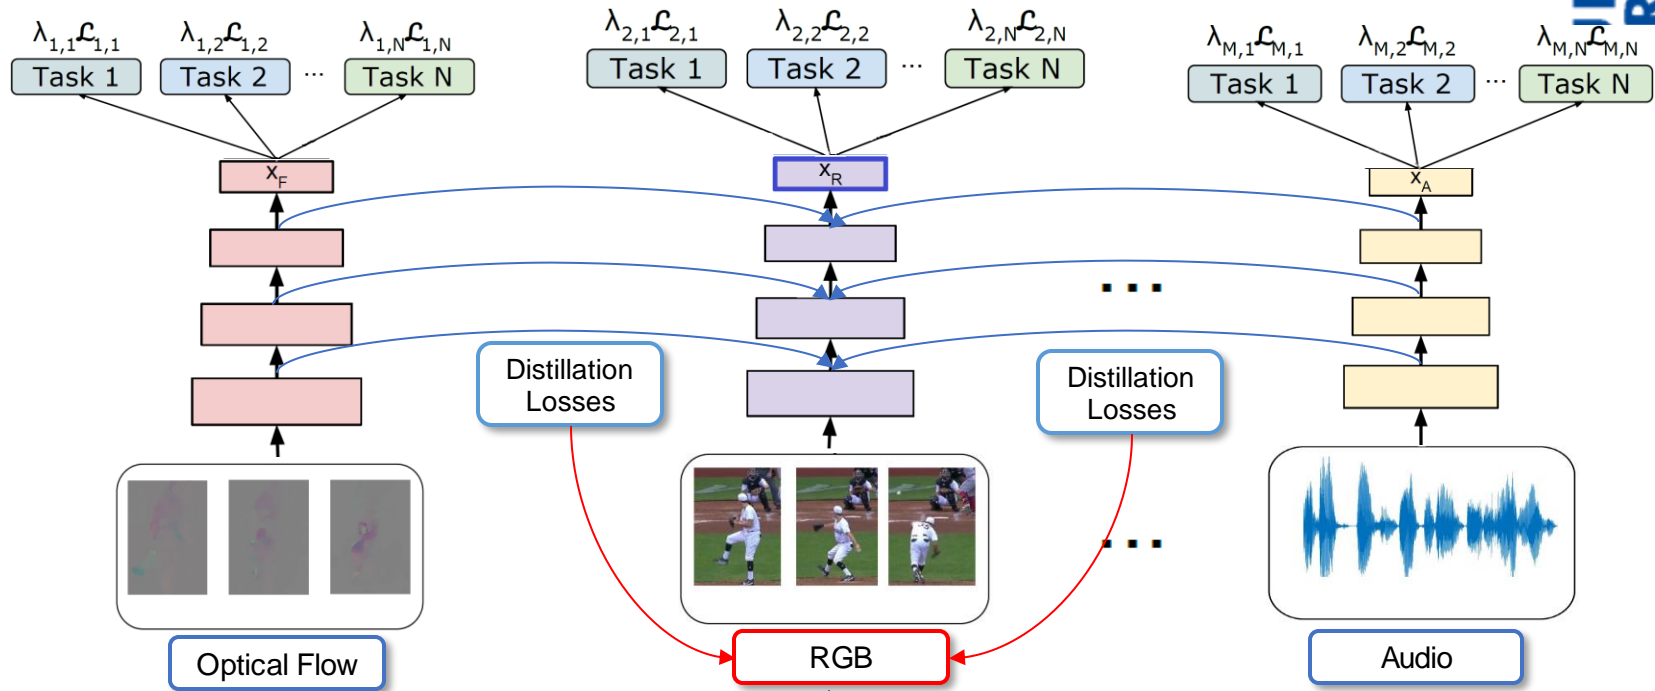 λ1,1ℒ1,1 λ1,2ℒ1,2 λ1,Nℒ1,N
Task 1 Task 2 ... Task N
λ2,1ℒ2,1 λ2,2ℒ2,2 λ2,Nℒ2,N
Task 1 Task 2 ... Task N
λM,1ℒM,1 λM,2ℒM,2 λM,NℒM,N
Task 1 Task 2 ... Task N
xF
xR
xA
...
Distillation
Losses
Distillation
Losses
...
Optical Flow
RGB
Audio